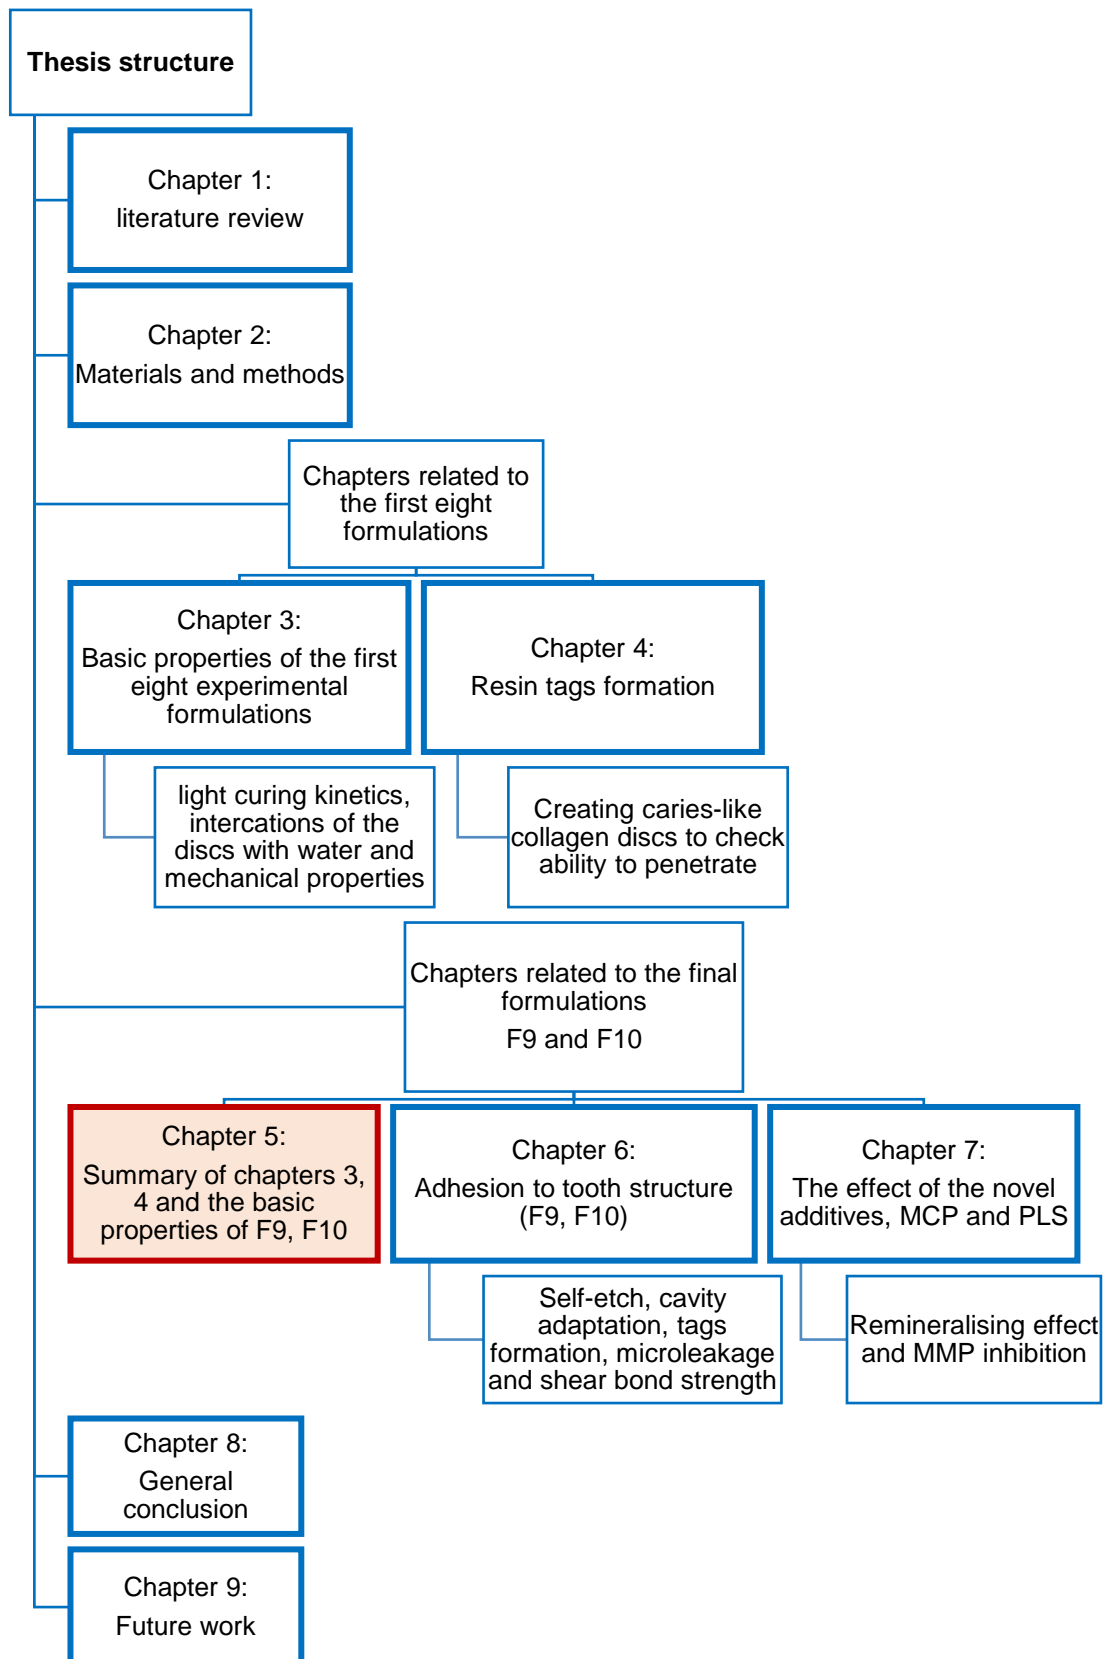 Thesis structure
Chapter 1:
literature review
Chapter 2:
Materials and methods
Chapters related to
the first eight
formulations
Chapter 3:
Basic properties of the first
eight experimental
formulations
Chapter 4:
Resin tags formation
light curing kinetics,
intercations of the
discs with water and
mechanical properties
Creating caries-like
collagen discs to check
ability to penetrate
Chapters related to the final
formulations
F9 and F10
Chapter 5:
Summary of chapters 3,
4 and the basic
properties of F9, F10
Chapter 6:
Adhesion to tooth structure
(F9, F10)
Chapter 7:
The effect of the novel
additives, MCP and PLS
Self-etch, cavity
adaptation, tags
formation, microleakage
and shear bond strength
Remineralising effect
and MMP inhibition
Chapter 8:
General
conclusion
Chapter 9:
Future work